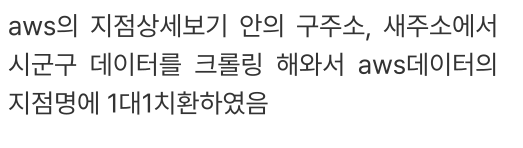 aws의 지점상세보기 안의 구주소, 새주소에서
시군구 데이터를 크롤링 해와서 aws데이터의
지점명에 1대1치환하였음